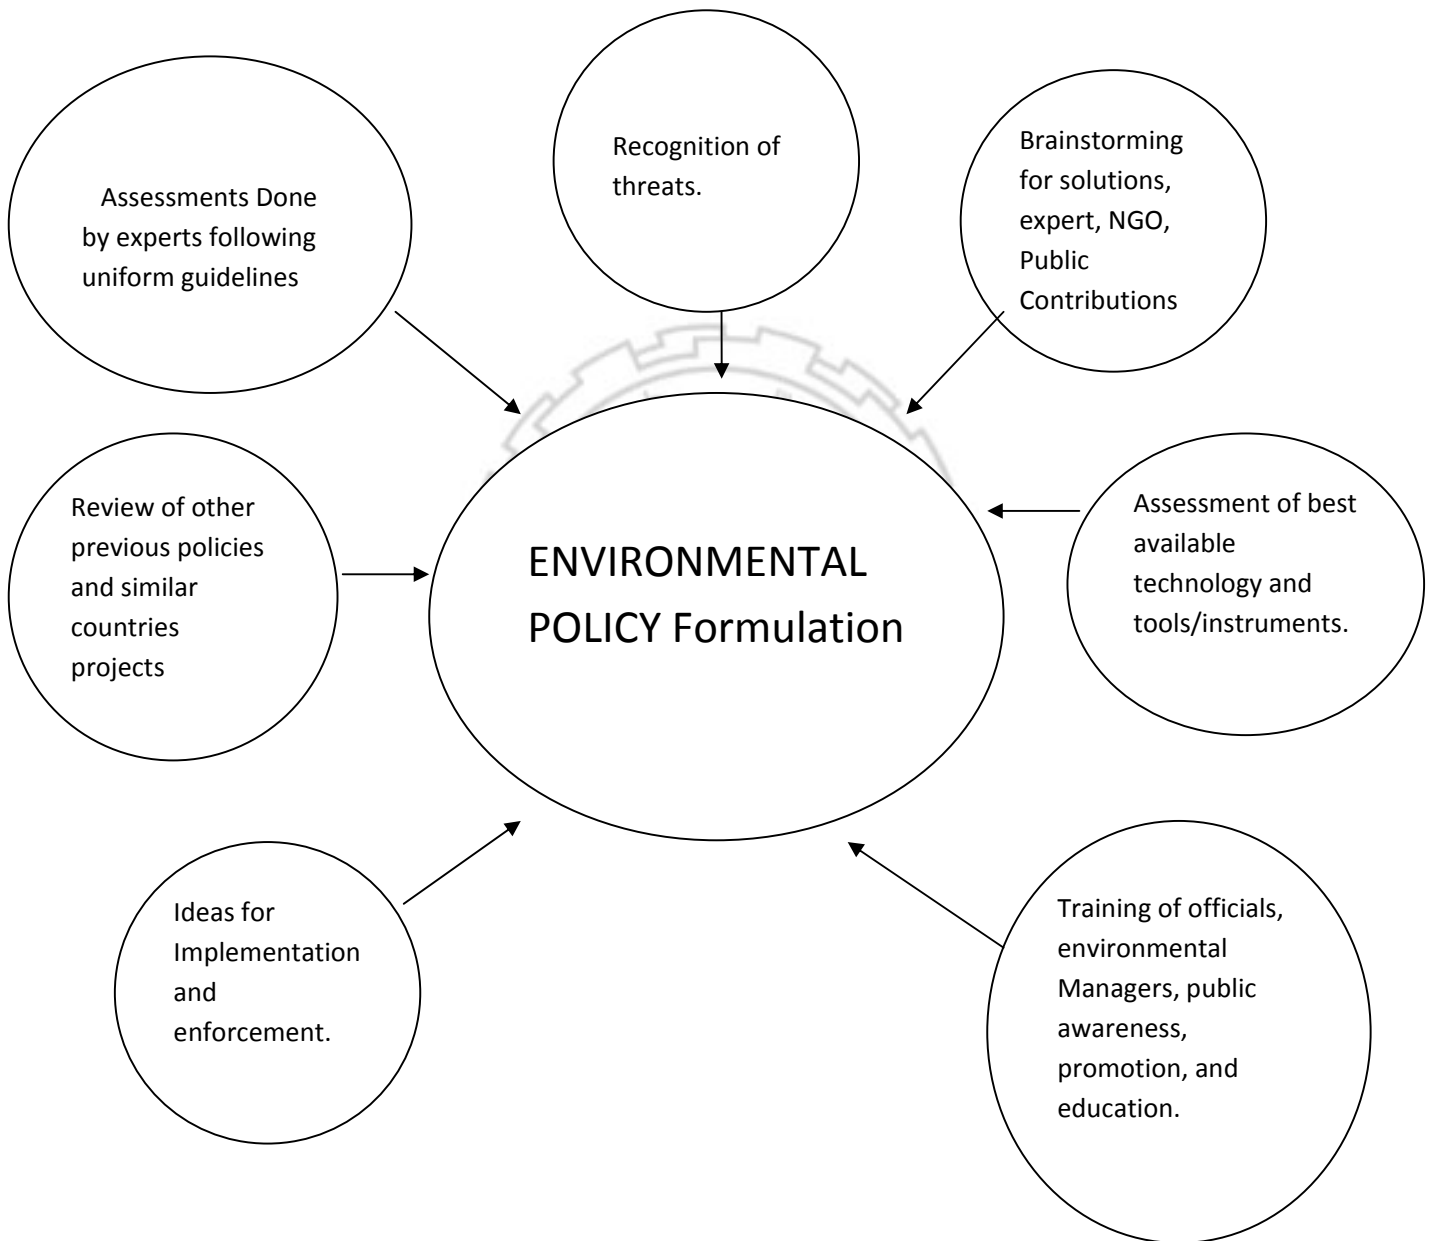 Recognition of
threats.
Brainstorming
for solutions,
expert, NGO,
Public
Contributions
Assessments Done
by experts following
uniform guidelines
Review of other
previous policies
and similar
countries
projects
ENVIRONMENTAL
POLICY Formulation
Assessment of best
available
technology and
tools/instruments.
Ideas for
Implementation
and
enforcement.
Training of officials,
environmental
Managers, public
awareness,
promotion, and
education.